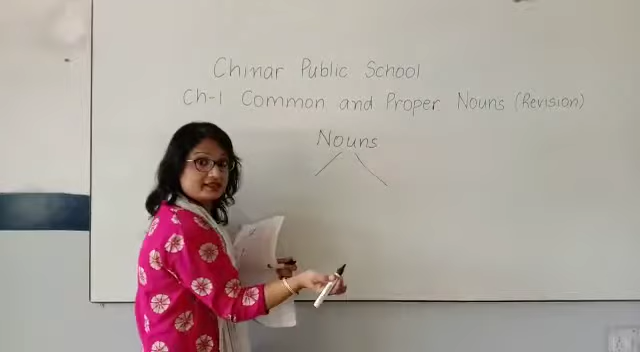 Chinar Public School
Ch-1 Common and Proper Nouns (Revision)
Nouns